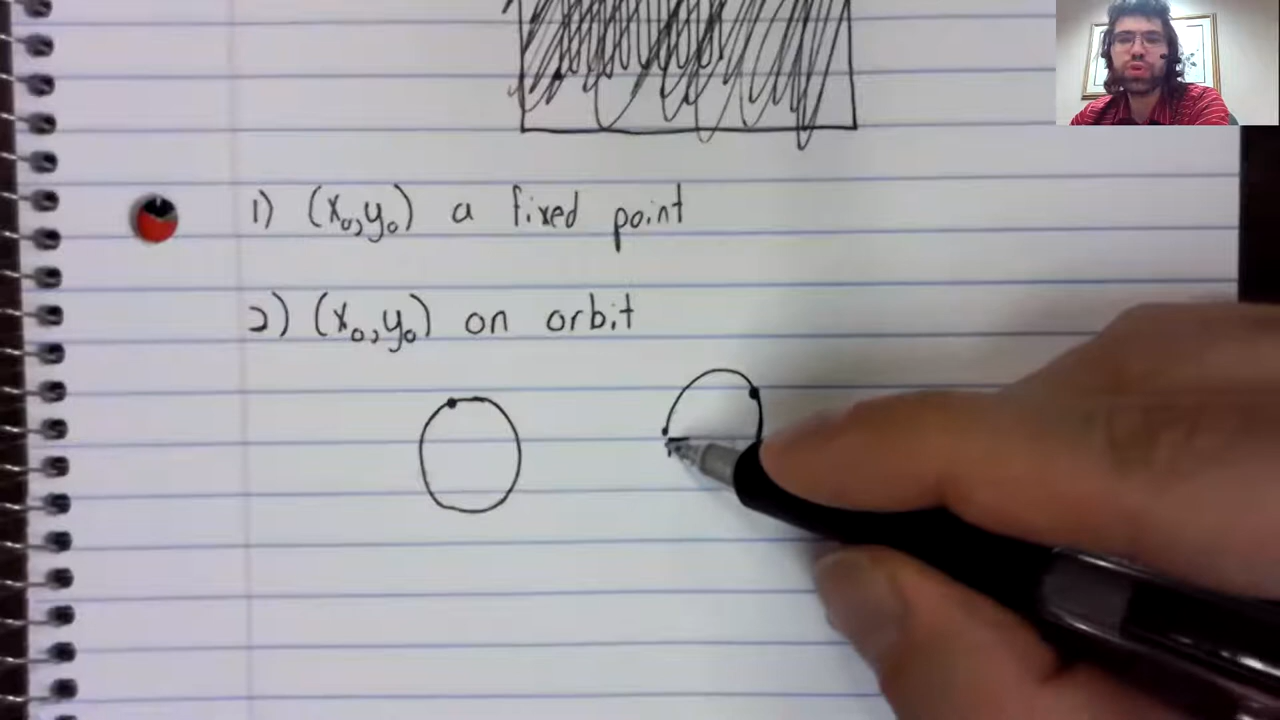 1) (x₀,y₀) a fixed point
2) (x₀,y₀) on orbit